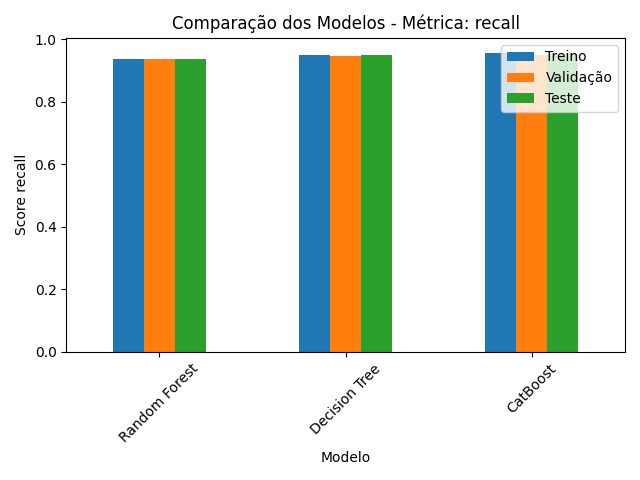 Comparação dos Modelos - Métrica: recall
Treino
Validação
Teste
Score recall
1.0
0.8
0.6
0.4
0.2
0.0
Random Forest
Decision Tree
CatBoost
Modelo